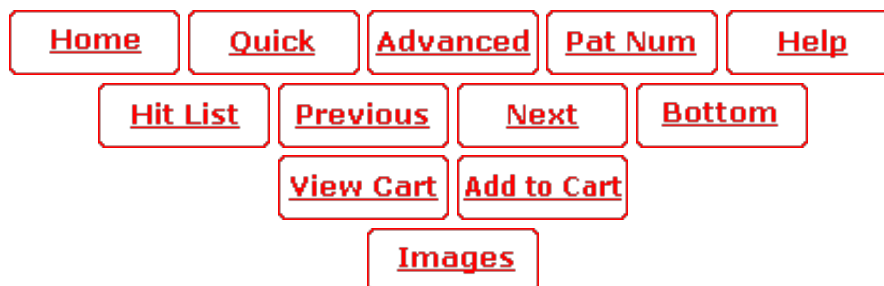 Home Quick Advanced Pat Num Help
Hit List Previous Next Bottom
View Cart Add to Cart
Images